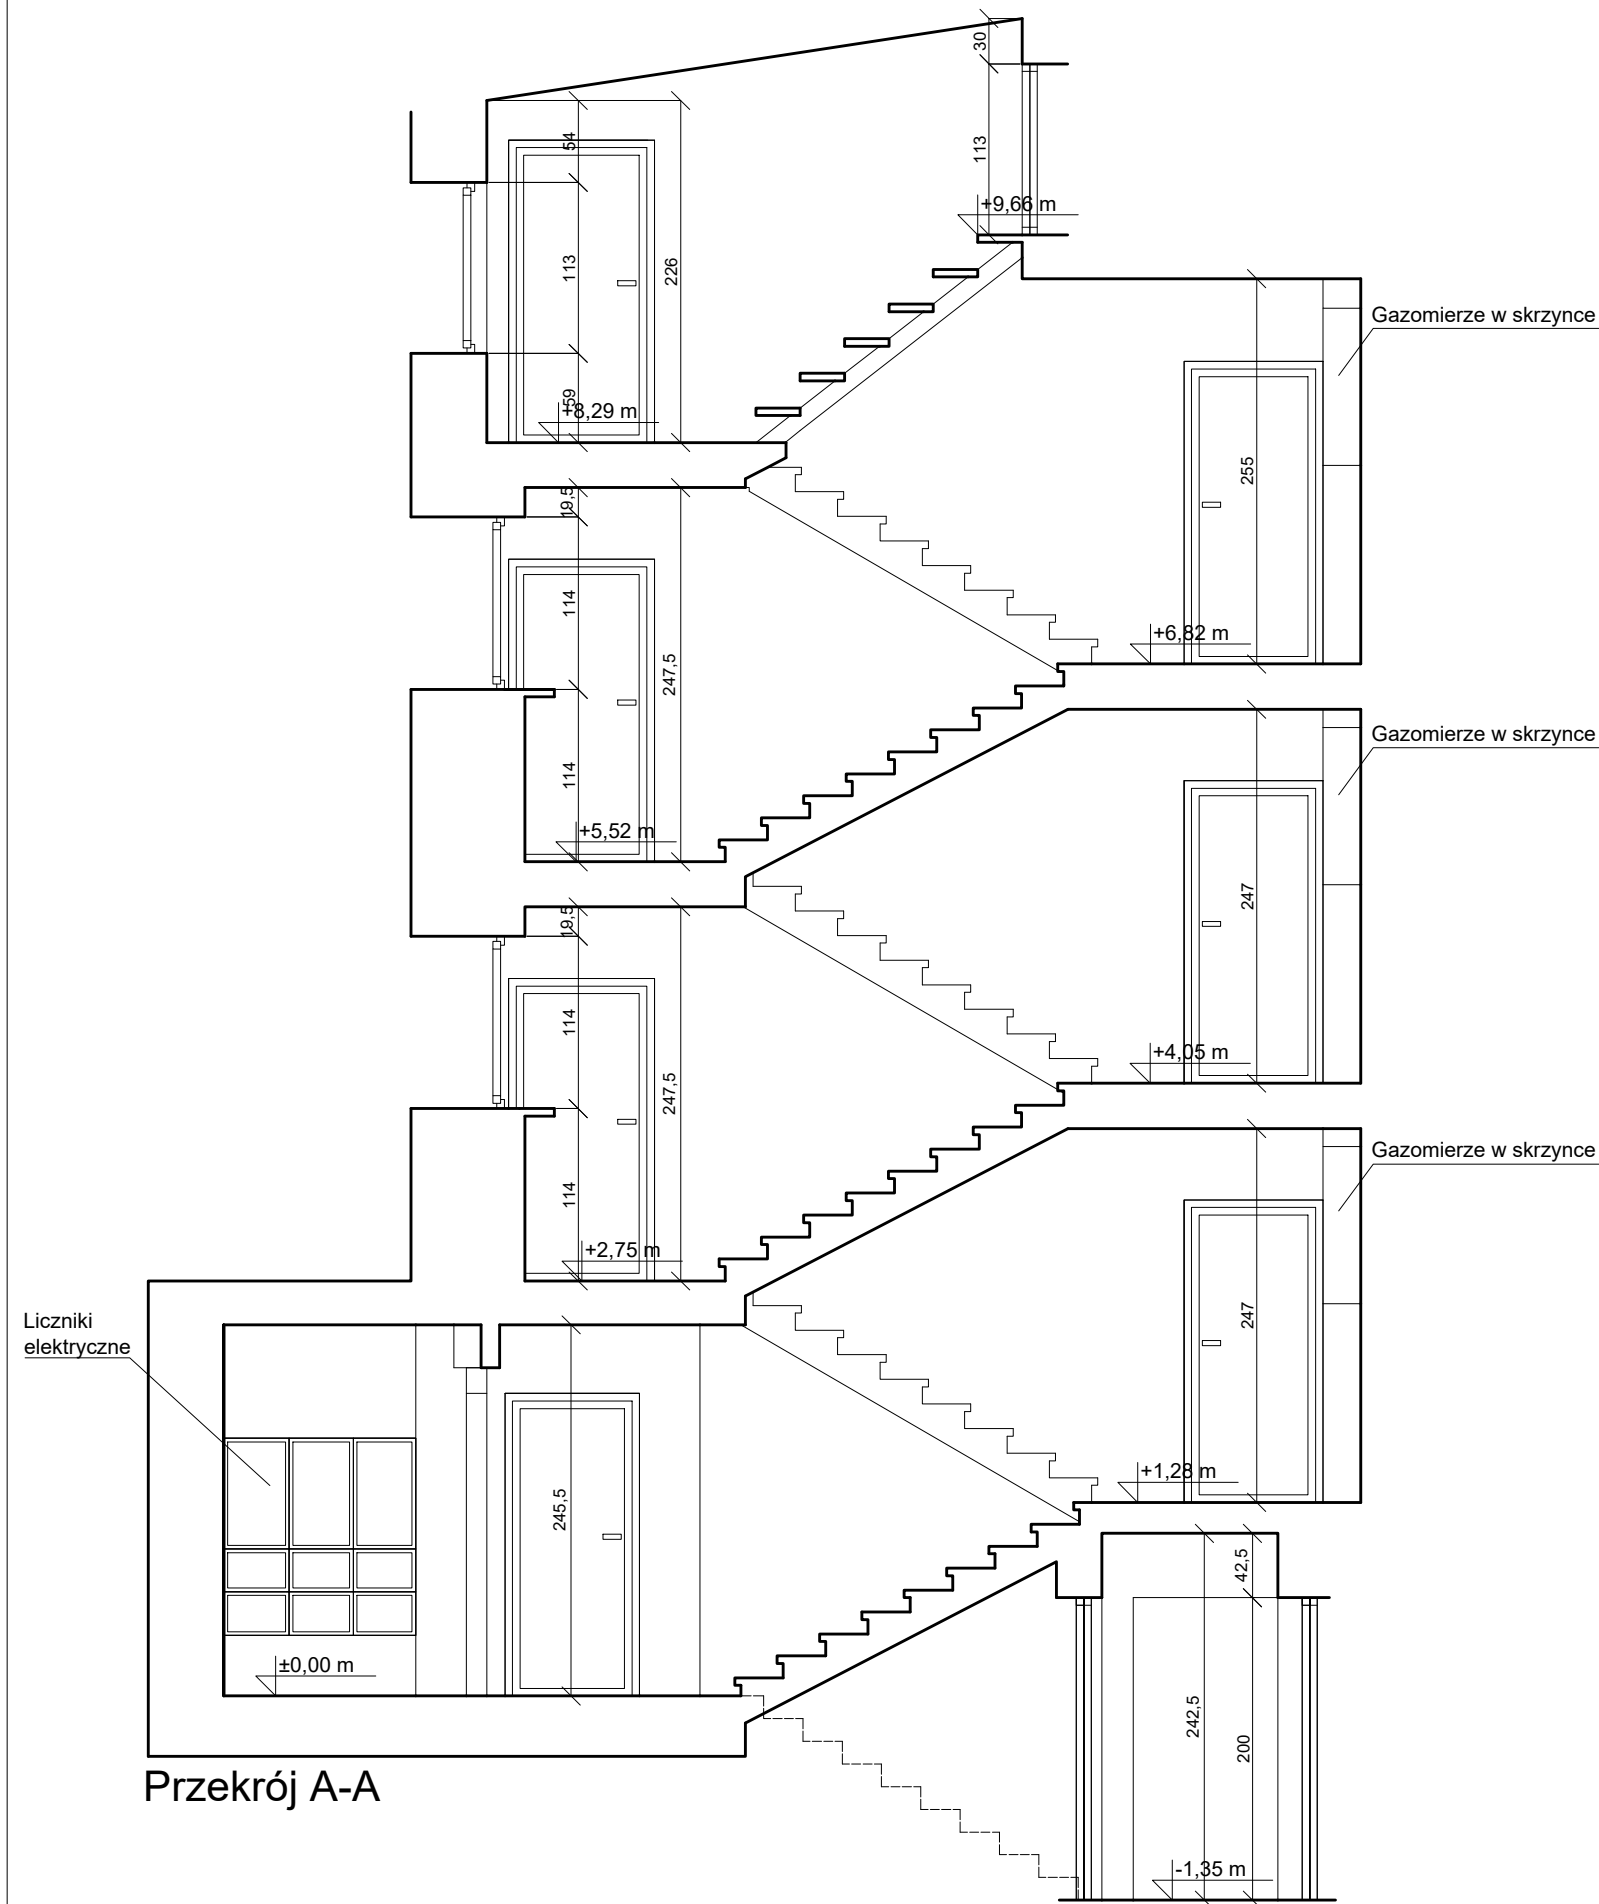 30
54
113
+9,66 m
113
226
Gazomierze w skrzynce
59
+8,29 m
255
19,5
114
+6,82 m
247,5
Gazomierze w skrzynce
114
+5,52 m
247
19,5
114
+4,05 m
247,5
Gazomierze w skrzynce
114
+2,75 m
247
Liczniki
elektryczne
+1,28 m
245,5
42,5
±0,00 m
242,5
200
Przekrój A-A
-1,35 m